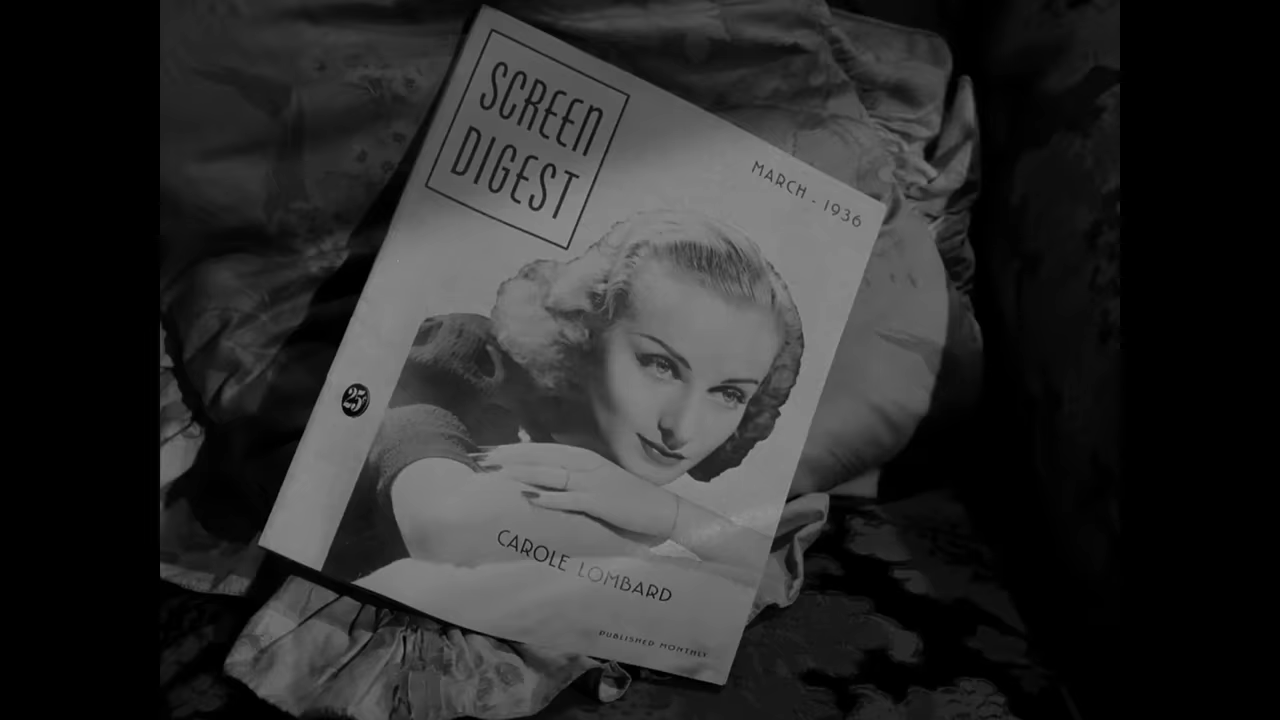 SCREEN
DIGEST
MARCH - 1936
25
CAROLE LOMBARD
PUBLISHED MONTHLY